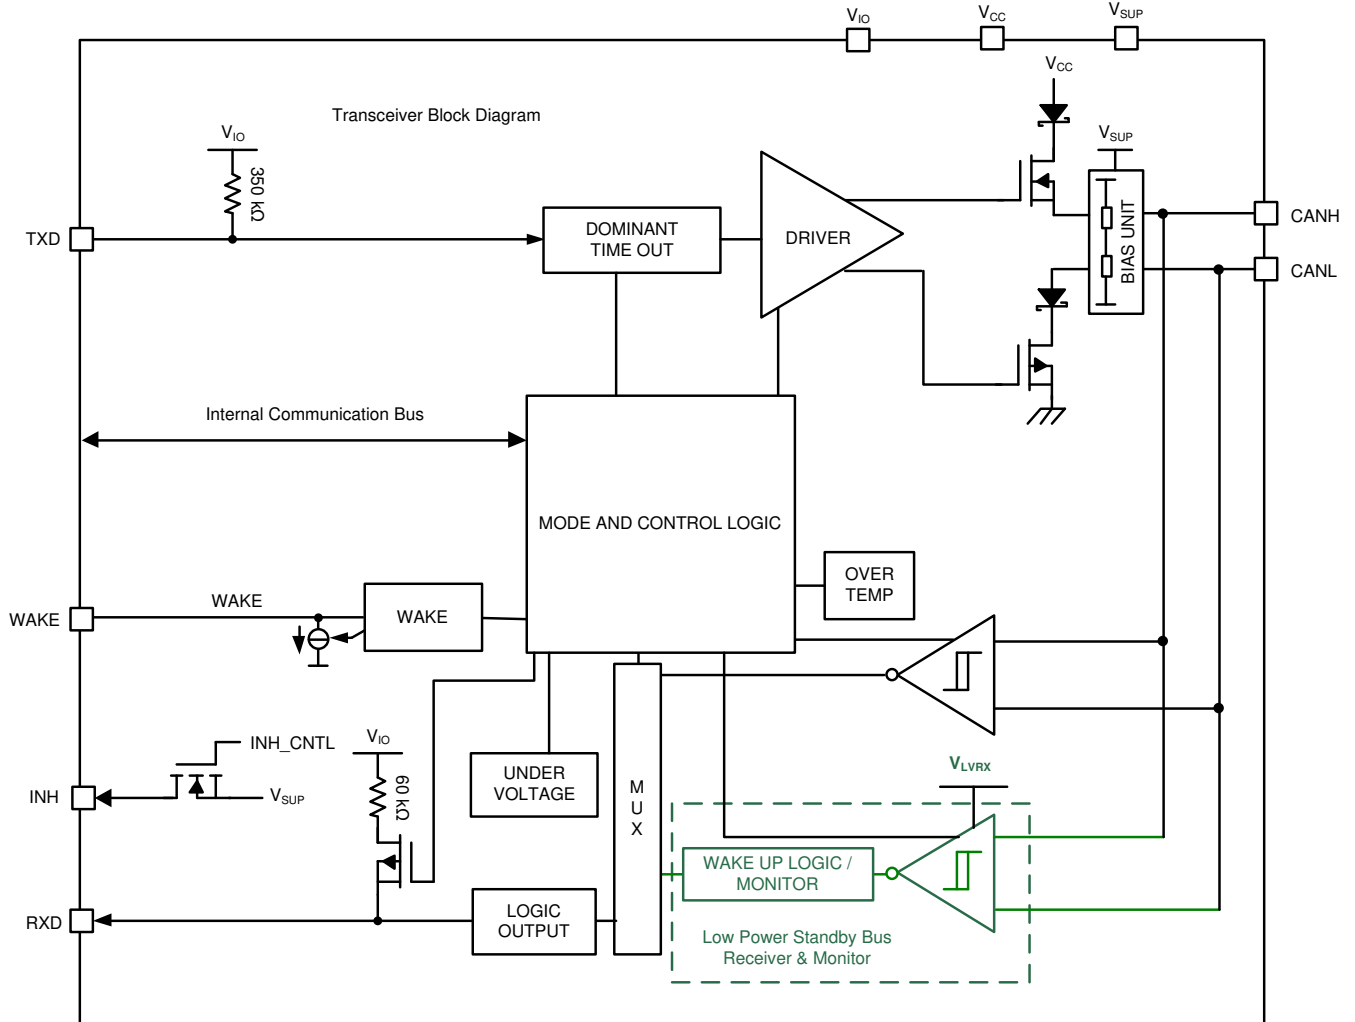 VIO
VCC
VSUP
Transceiver Block Diagram
VCC
VIO
VSUP
350 kΩ
TXD
DOMINANT
TIME OUT
DRIVER
BIAS UNIT
CANH
CANL
Internal Communication Bus
MODE AND CONTROL LOGIC
OVER
TEMP
WAKE
WAKE
WAKE
INH_CNTL
VIO
INH
VSUP
60 kΩ
UNDER
VOLTAGE
M
U
X
VLVRX
WAKE UP LOGIC /
MONITOR
RXD
LOGIC
OUTPUT
Low Power Standby Bus
Receiver & Monitor